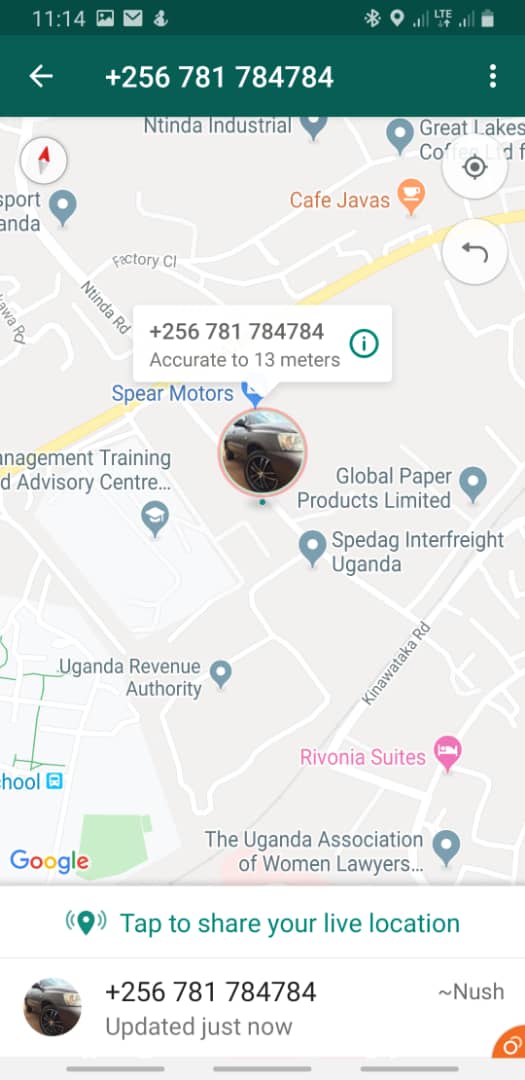 11:14
LTE
+256 781 784784
Ntinda Industrial
Great Lakes
Coffee Ltd f
sport
anda
Cafe Javas
Factory Cl
Ntinda Rd
awa Rd
+256 781 784784
Accurate to 13 meters
Spear Motors
nagement Training
d Advisory Centre...
Global Paper
Products Limited
Spedag Interfreight
Uganda
Kinawataka Rd
Uganda Revenue
Authority
Rivonia Suites
hool
The Uganda Association
of Women Lawyers...
Google
Tap to share your live location
+256 781 784784
~Nush
Updated just now